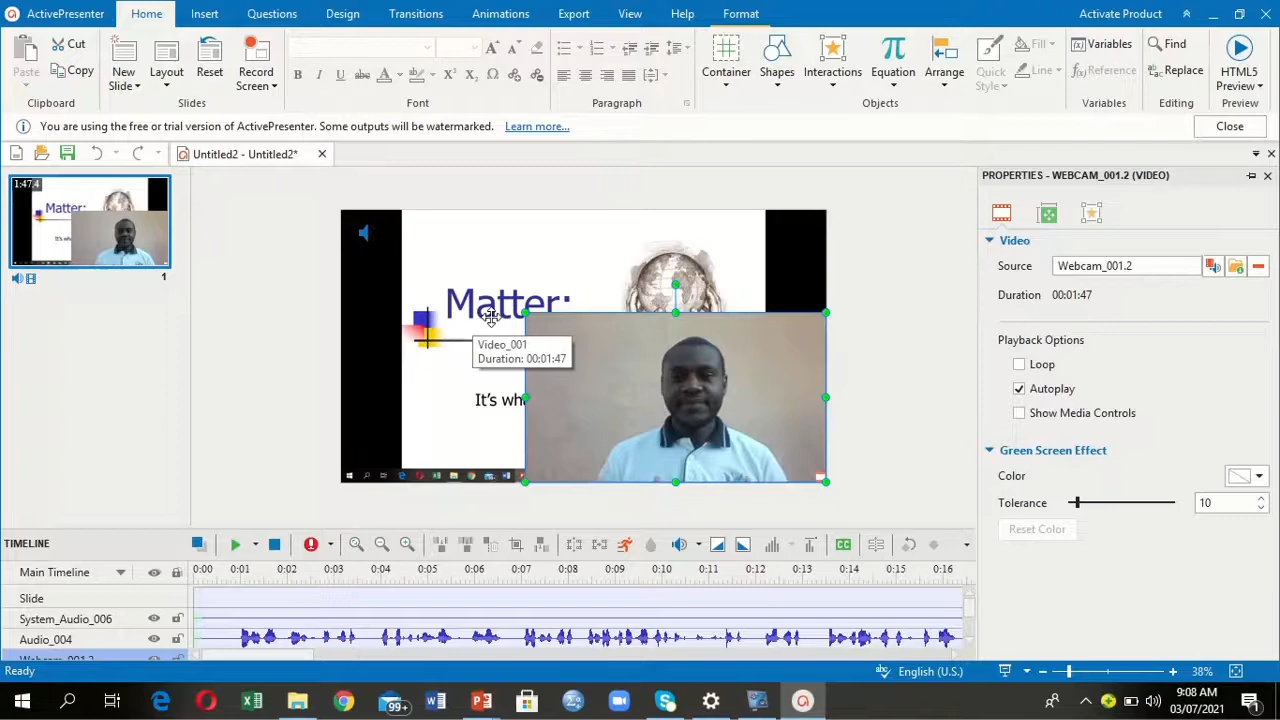 ActivePresenter Home Insert Questions Design Transitions Animations Export View Help Format Activate Product
Paste
Cut
Copy
Clipboard
New Slide
Layout
Reset
Record Screen
Slides
B I U abc A X² X₂ Ω
Font
Paragraph
Container
Shapes
Interactions
Equation
Arrange
Quick Style
Fill
Line
Objects
Variables
Reference
Variables
Find
Replace
Editing
HTML5 Preview
Preview
You are using the free or trial version of ActivePresenter. Some outputs will be watermarked. Learn more... Close
Untitled2 - Untitled2*
1:47.4
Matter:
1
Matter:
Video_001
Duration: 00:01:47
PROPERTIES - WEBCAM_001.2 (VIDEO)
Video
Source Webcam_001.2
Duration 00:01:47
Playback Options
Loop
Autoplay
Show Media Controls
Green Screen Effect
Color
Tolerance 10
Reset Color
TIMELINE
CC
Main Timeline 0:00 0:01 0:02 0:03 0:04 0:05 0:06 0:07 0:08 0:09 0:10 0:11 0:12 0:13 0:14 0:15 0:16
Slide
System_Audio_006
Audio_004
Webcam_001.2
Ready English (U.S.) 38%
99+
9:08 AM
03/07/2021